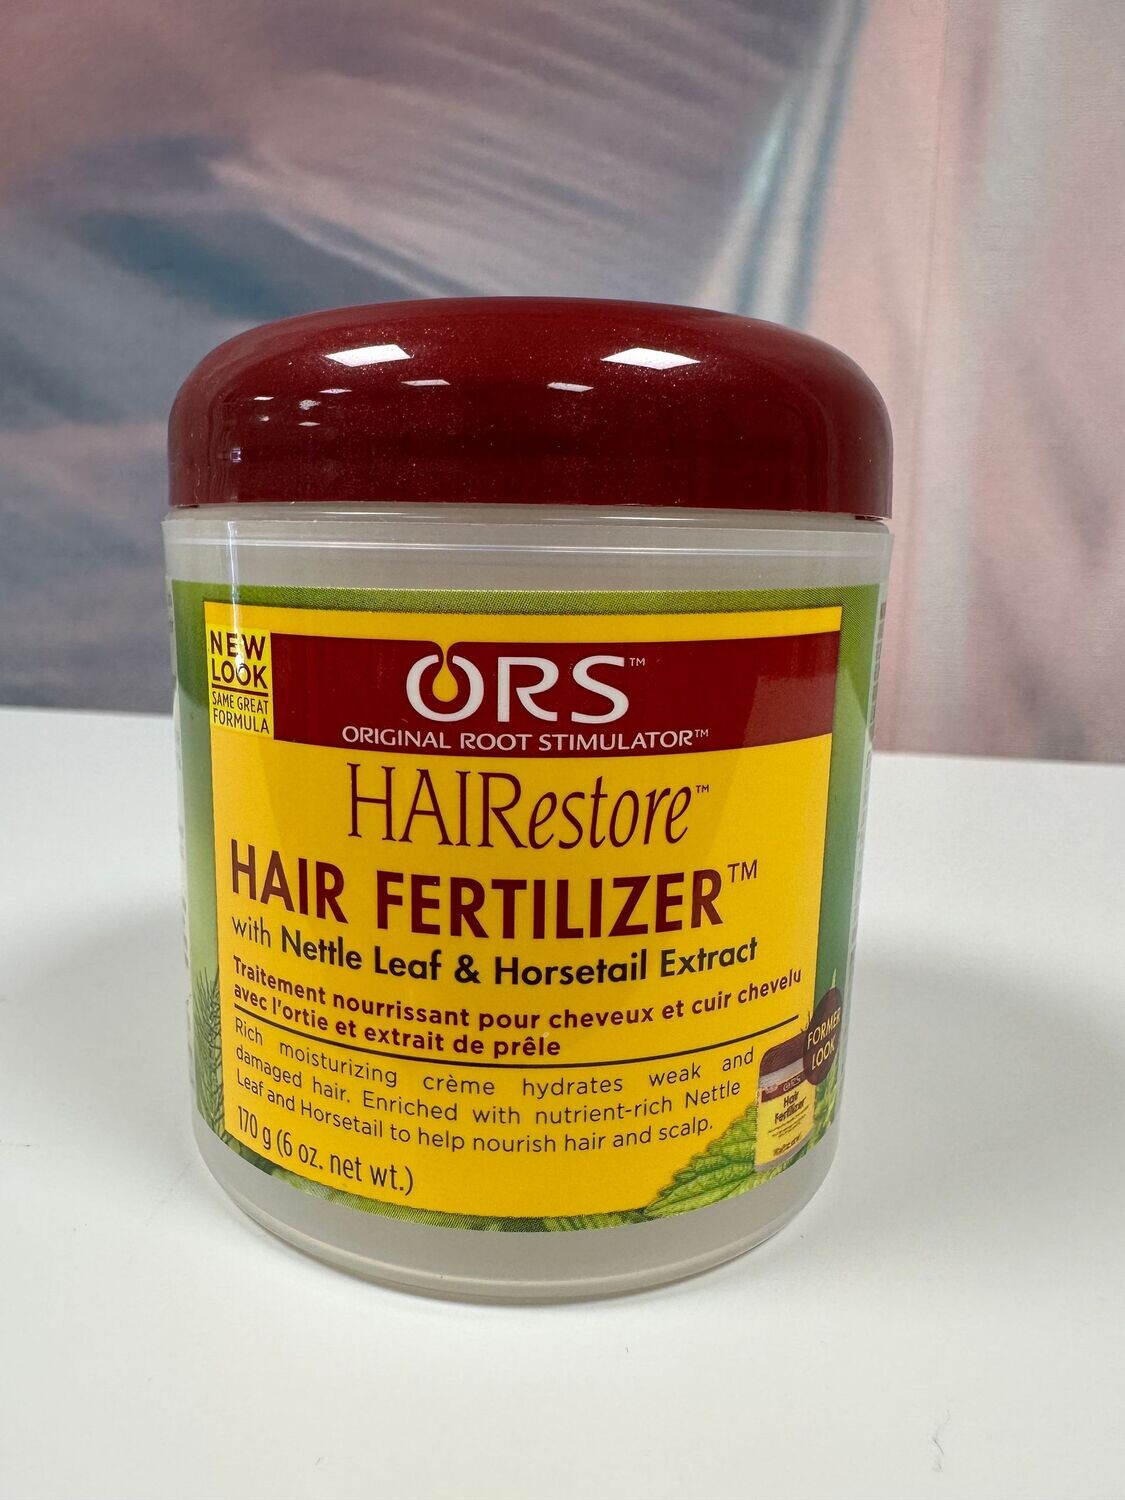 NEW
LOOK
SAME GREAT
FORMULA
ORS™
ORIGINAL ROOT STIMULATOR™
HAIRestore™
HAIR FERTILIZER™
with Nettle Leaf & Horsetail Extract
Traitement nourrissant pour cheveux et cuir chevelu
avec l'ortie et extrait de prêle
Rich moisturizing crème hydrates weak and
damaged hair. Enriched with nutrient-rich Nettle
Leaf and Horsetail to help nourish hair and scalp.
170 g (6 oz. net wt.)
FORMER
LOOK
ORS
Hair
Fertilizer